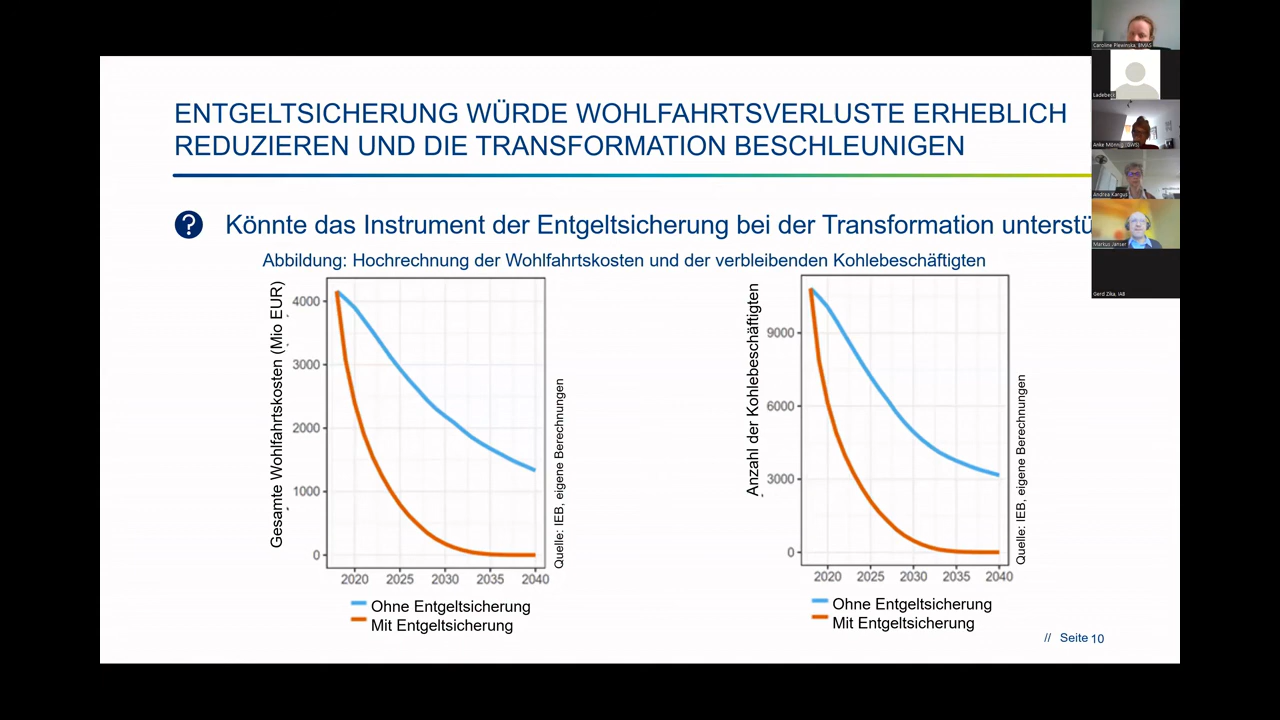 ENTGELTSICHERUNG WÜRDE WOHLFAHRTSVERLUSTE ERHEBLICH
REDUZIEREN UND DIE TRANSFORMATION BESCHLEUNIGEN
? Könnte das Instrument der Entgeltsicherung bei der Transformation unterstü
Abbildung: Hochrechnung der Wohlfahrtskosten und der verbleibenden Kohlebeschäftigten
Gesamte Wohlfahrtskosten (Mio EUR)
4000
3000
2000
1000
0
2020 2025 2030 2035 2040
Quelle: IEB, eigene Berechnungen
Ohne Entgeltsicherung
Mit Entgeltsicherung
Anzahl der Kohlebeschäftigten
9000
6000
3000
0
2020 2025 2030 2035 2040
Quelle: IEB, eigene Berechnungen
Ohne Entgeltsicherung
Mit Entgeltsicherung
// Seite 10
Caroline Plewinska, BMAS
Ladebeck
Anke Mönnig (GWS)
Andrea Kargus
Markus Janser
Gerd Zika, IAB